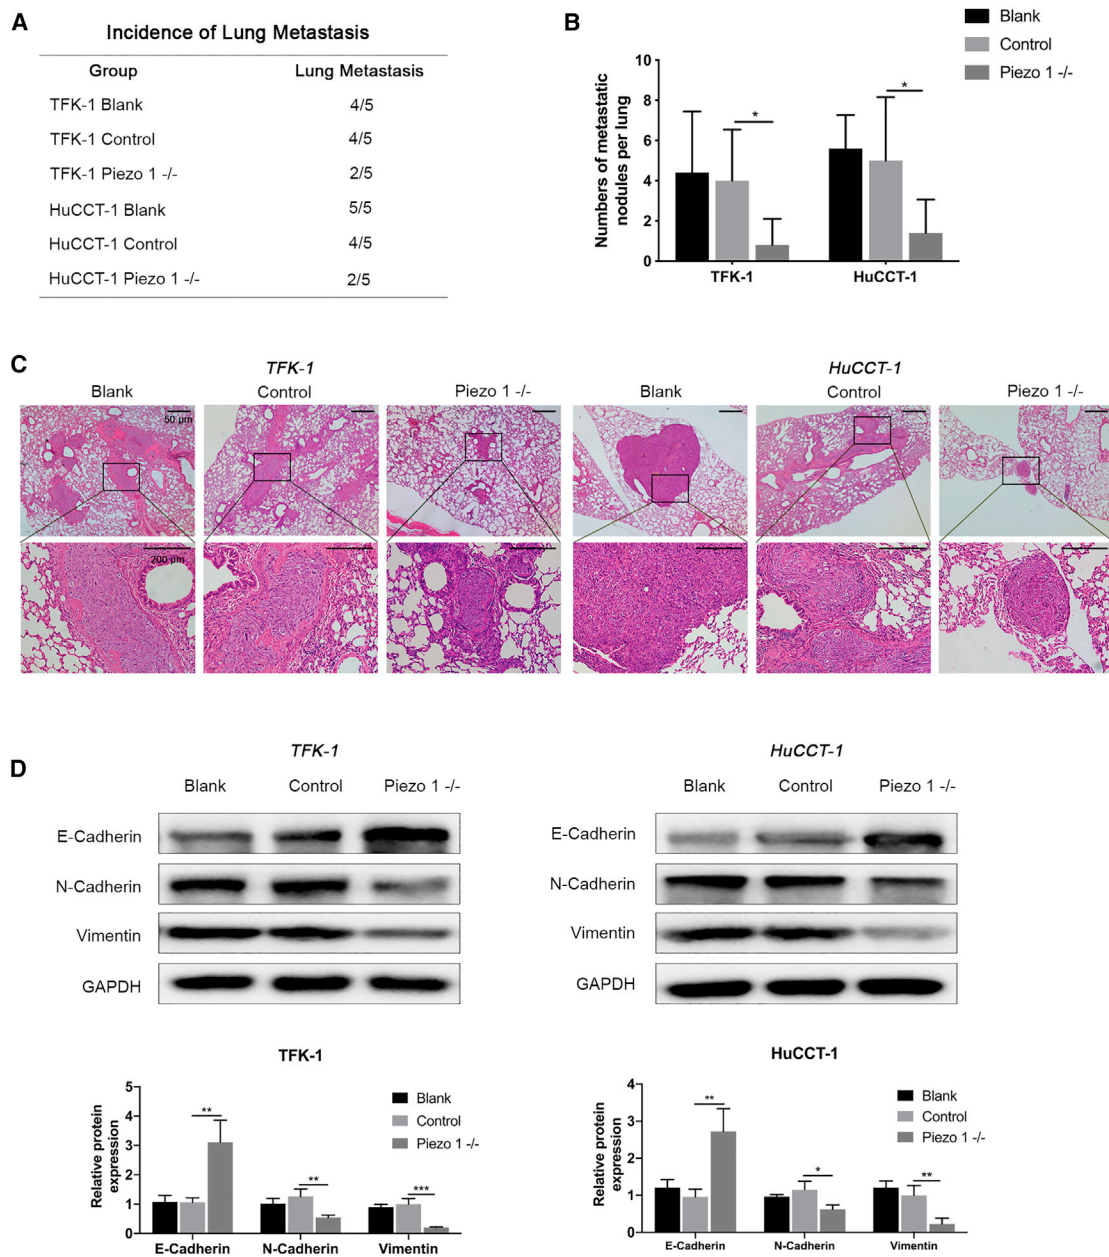 A
Incidence of Lung Metastasis
Group Lung Metastasis
TFK-1 Blank 4/5
TFK-1 Control 4/5
TFK-1 Piezo 1 -/- 2/5
HuCCT-1 Blank 5/5
HuCCT-1 Control 4/5
HuCCT-1 Piezo 1 -/- 2/5
B
Blank
Control
Piezo 1 -/-
Numbers of metastatic
nodules per lung
10
8
6
4
2
0
*
*
TFK-1 HuCCT-1
C
TFK-1 HuCCT-1
Blank Control Piezo 1 -/- Blank Control Piezo 1 -/-
50 μm
200 μm
D
TFK-1
Blank Control Piezo 1 -/-
E-Cadherin
N-Cadherin
Vimentin
GAPDH
HuCCT-1
Blank Control Piezo 1 -/-
E-Cadherin
N-Cadherin
Vimentin
GAPDH
TFK-1
Relative protein
expression
5
4
3
2
1
0
**
**
***
Blank
Control
Piezo 1 -/-
E-Cadherin N-Cadherin Vimentin
HuCCT-1
Relative protein
expression
4
3
2
1
0
**
*
**
Blank
Control
Piezo 1 -/-
E-Cadherin N-Cadherin Vimentin